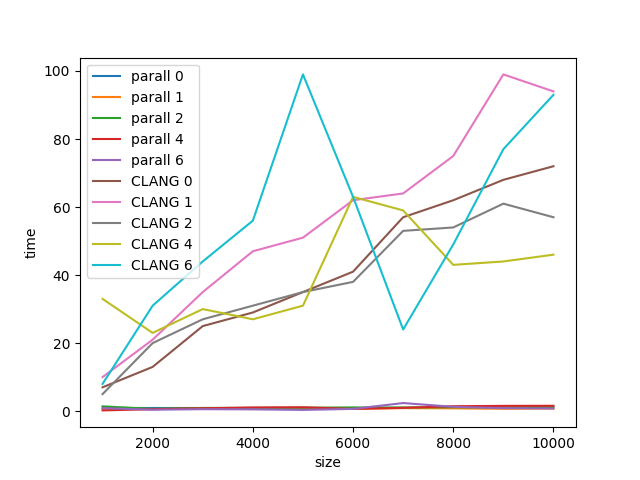 100
80
60
40
20
0
time
parall 0
parall 1
parall 2
parall 4
parall 6
CLANG 0
CLANG 1
CLANG 2
CLANG 4
CLANG 6
2000 4000 6000 8000 10000
size